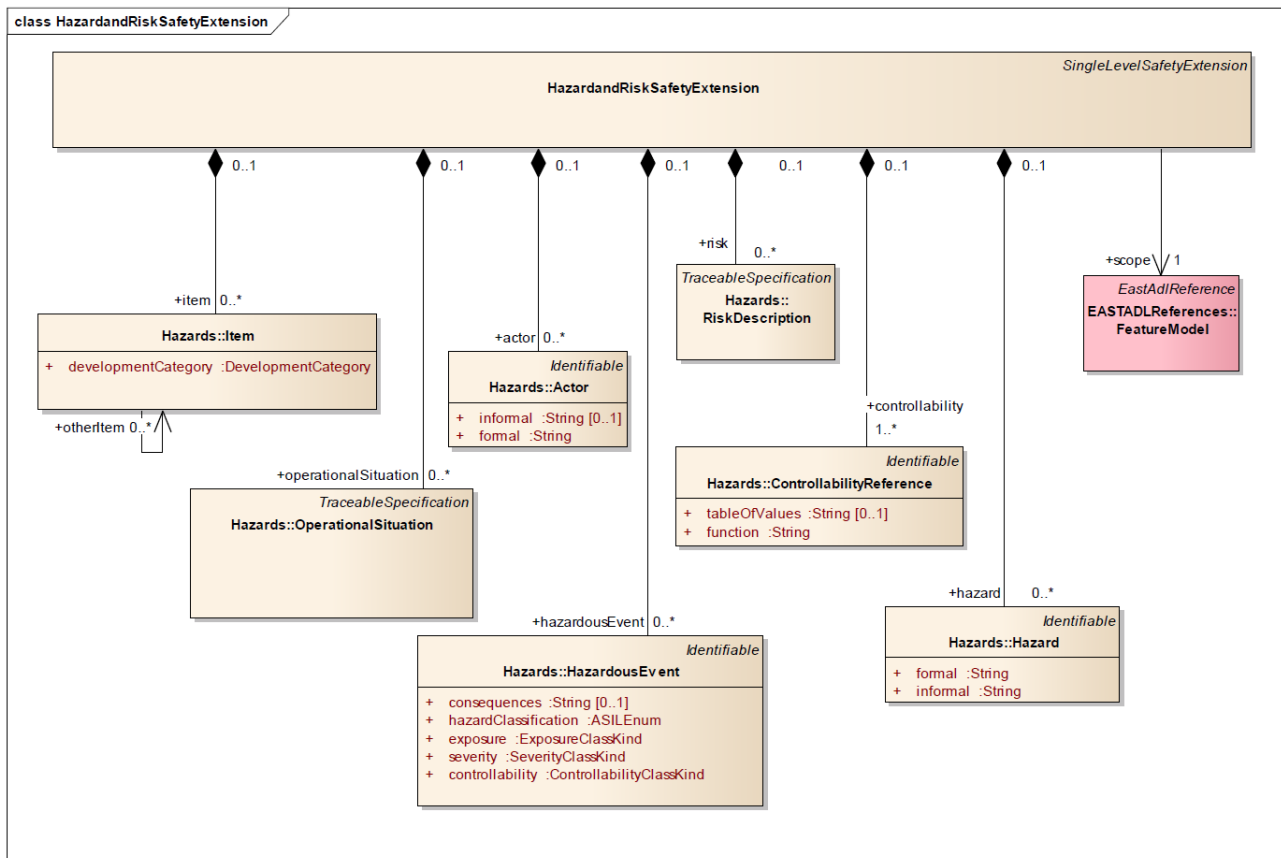 class HazardandRiskSafetyExtension
SingleLevelSafetyExtension
HazardandRiskSafetyExtension
0..1
0..1
0..1
0..1
0..1
0..1
0..1
+risk
0..*
+scope
1
TraceableSpecification
Hazards::
RiskDescription
EastAdlReference
EASTADLReferences::
FeatureModel
+item 0..*
Hazards::Item
+ developmentCategory :DevelopmentCategory
+otherItem 0..*
+actor 0..*
Identifiable
Hazards::Actor
+ informal :String [0..1]
+ formal :String
+controllability
1..*
Identifiable
Hazards::ControllabilityReference
+ tableOfValues :String [0..1]
+ function :String
+operationalSituation 0..*
TraceableSpecification
Hazards::OperationalSituation
+hazard 0..*
Identifiable
Hazards::Hazard
+ formal :String
+ informal :String
+hazardousEvent 0..*
Identifiable
Hazards::HazardousEvent
+ consequences :String [0..1]
+ hazardClassification :ASILEnum
+ exposure :ExposureClassKind
+ severity :SeverityClassKind
+ controllability :ControllabilityClassKind